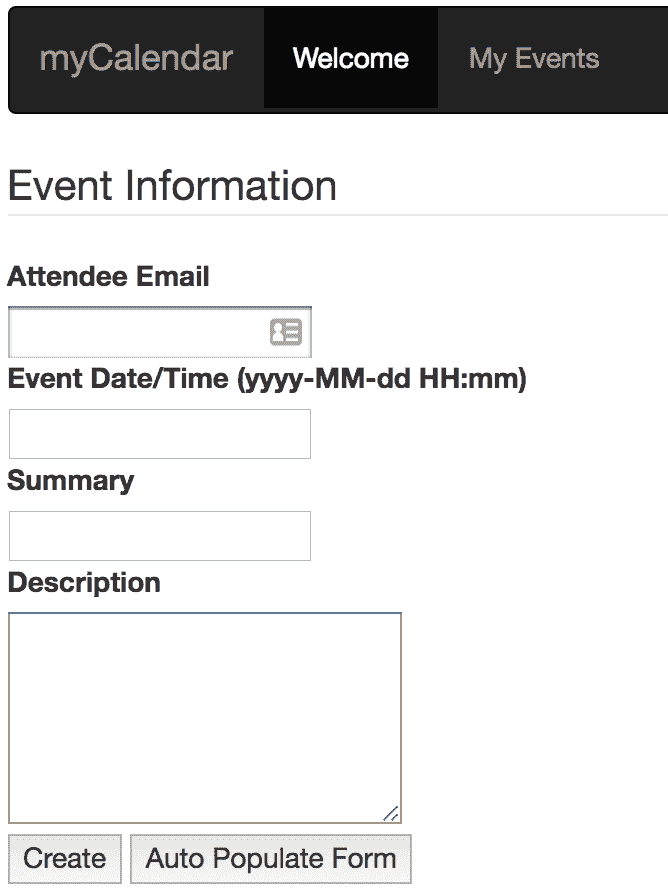 myCalendar Welcome My Events
Event Information
Attendee Email
Event Date/Time (yyyy-MM-dd HH:mm)
Summary
Description
Create Auto Populate Form